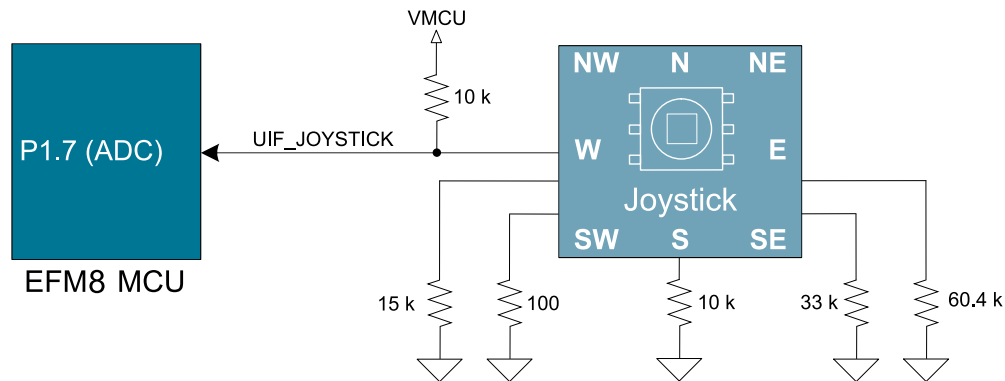 VMCU
10 k
NW N NE
P1.7 (ADC)
UIF_JOYSTICK
W E
Joystick
SW S SE
EFM8 MCU
15 k
100
10 k
33 k
60.4 k